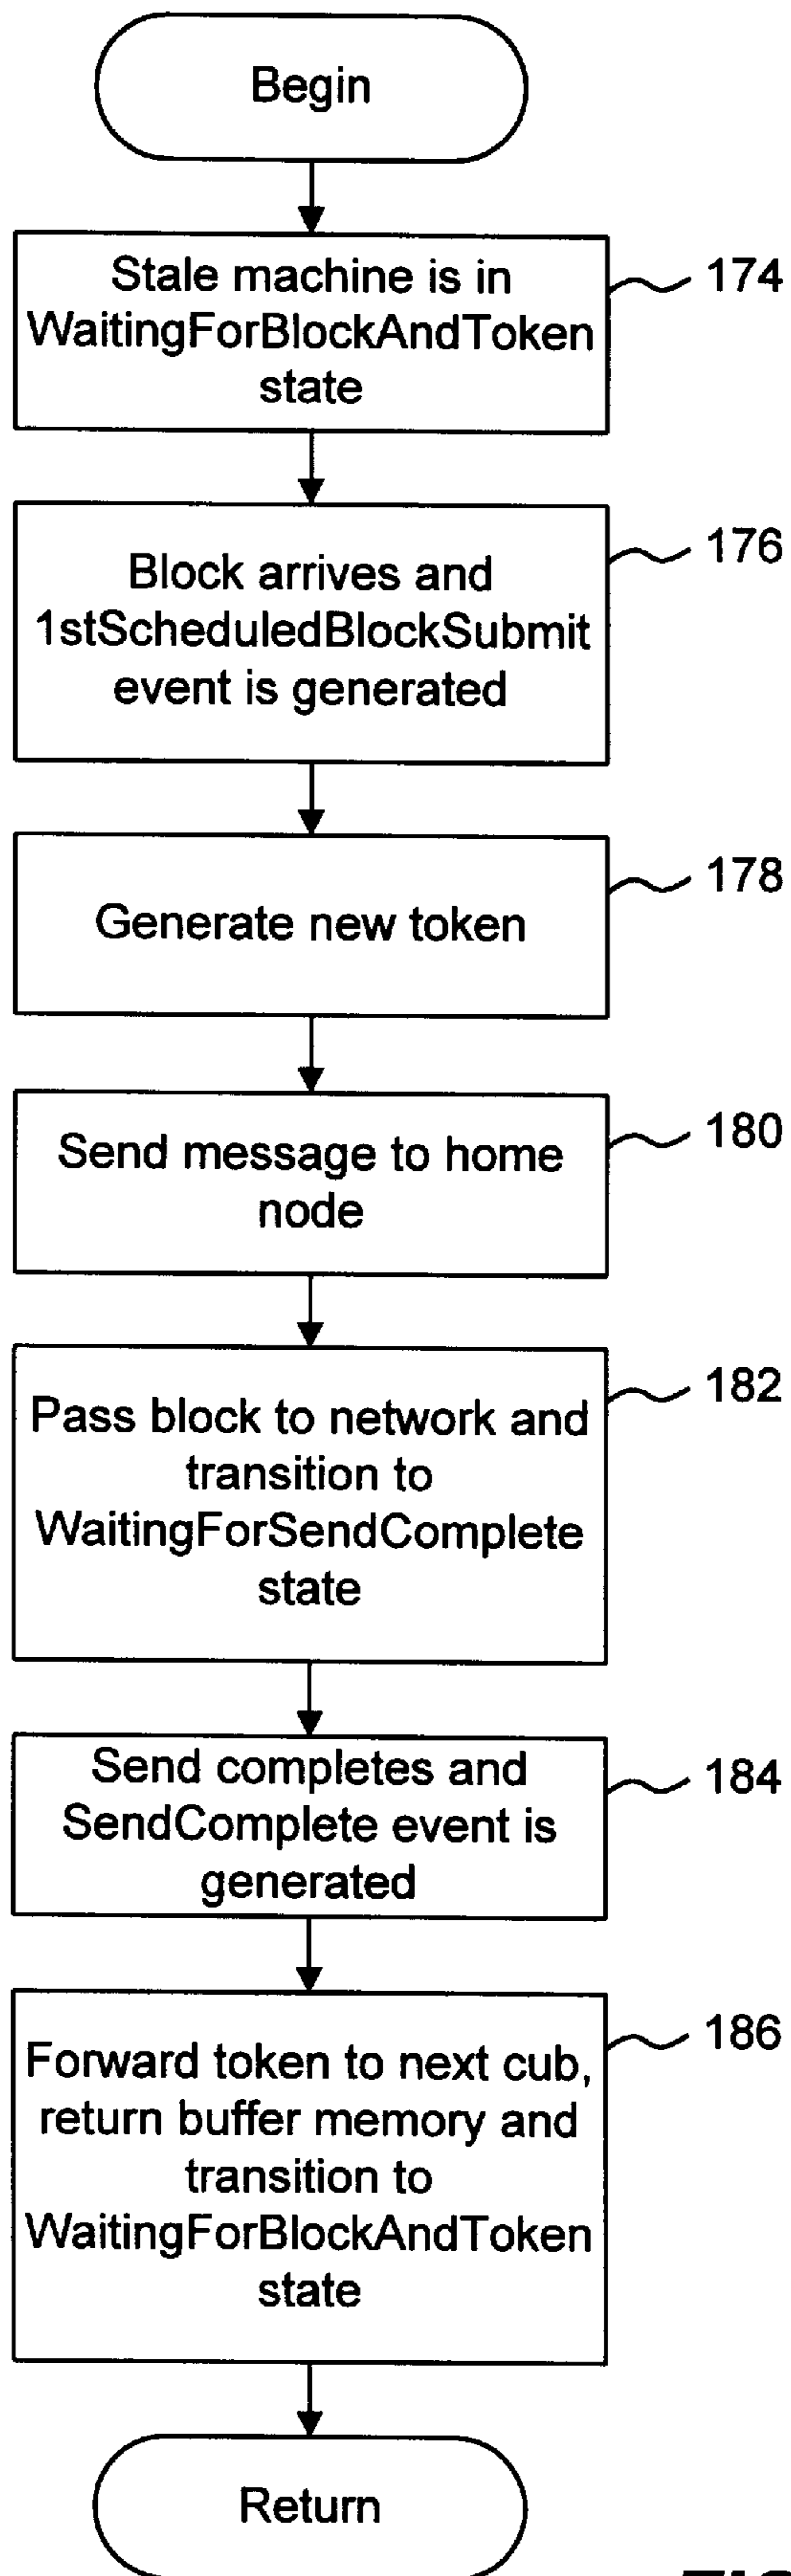 Begin
Stale machine is in
WaitingForBlockAndToken
state
174
Block arrives and
1stScheduledBlockSubmit
event is generated
176
Generate new token
178
Send message to home
node
180
Pass block to network and
transition to
WaitingForSendComplete
state
182
Send completes and
SendComplete event is
generated
184
Forward token to next cub,
return buffer memory and
transition to
WaitingForBlockAndToken
state
186
Return